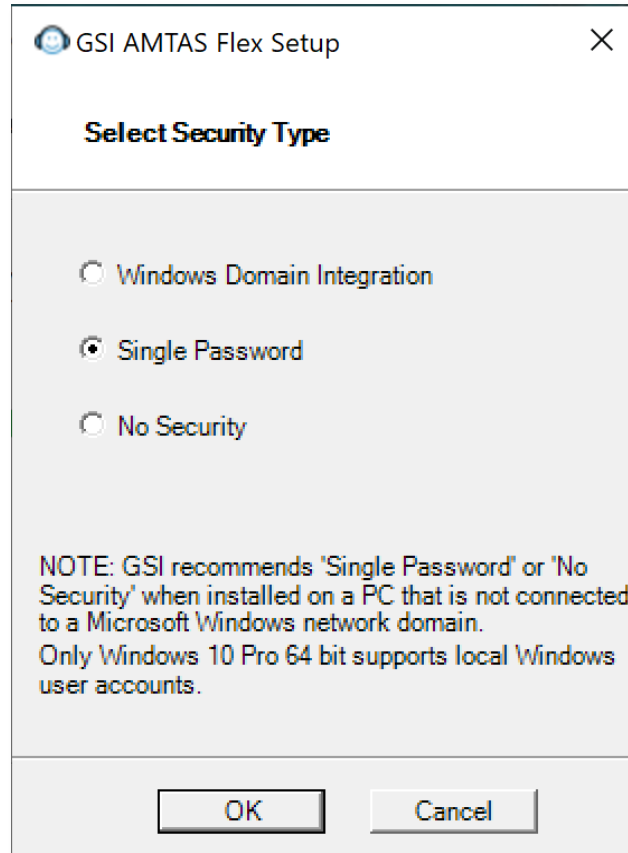 GSI AMTAS Flex Setup
Select Security Type
Windows Domain Integration
Single Password
No Security
NOTE: GSI recommends 'Single Password' or 'No
Security' when installed on a PC that is not connected
to a Microsoft Windows network domain.
Only Windows 10 Pro 64 bit supports local Windows
user accounts.
OK
Cancel